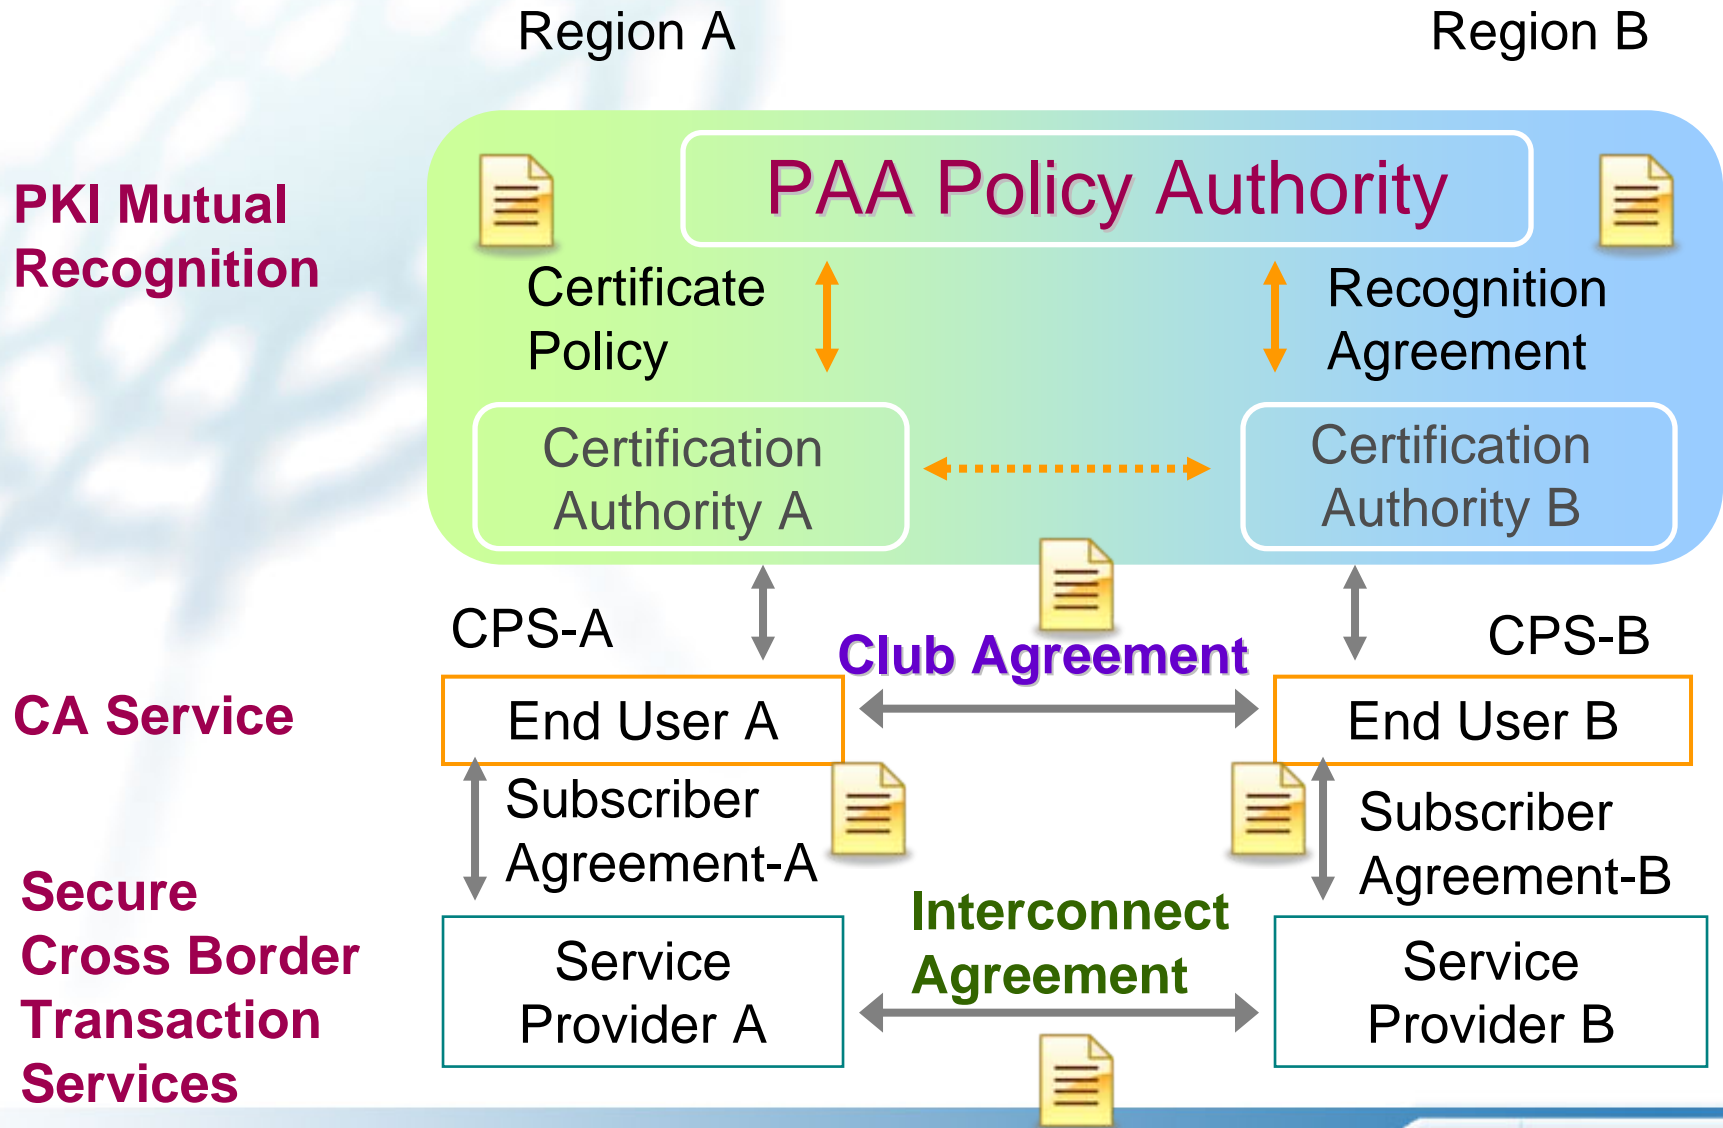 Region A
Region B
PKI Mutual
Recognition
PAA Policy Authority
Certificate
Policy
Recognition
Agreement
Certification
Authority A
Certification
Authority B
CPS-A
Club Agreement
CPS-B
CA Service
End User A
End User B
Subscriber
Agreement-A
Subscriber
Agreement-B
Secure
Cross Border
Transaction
Services
Service
Provider A
Interconnect
Agreement
Service
Provider B